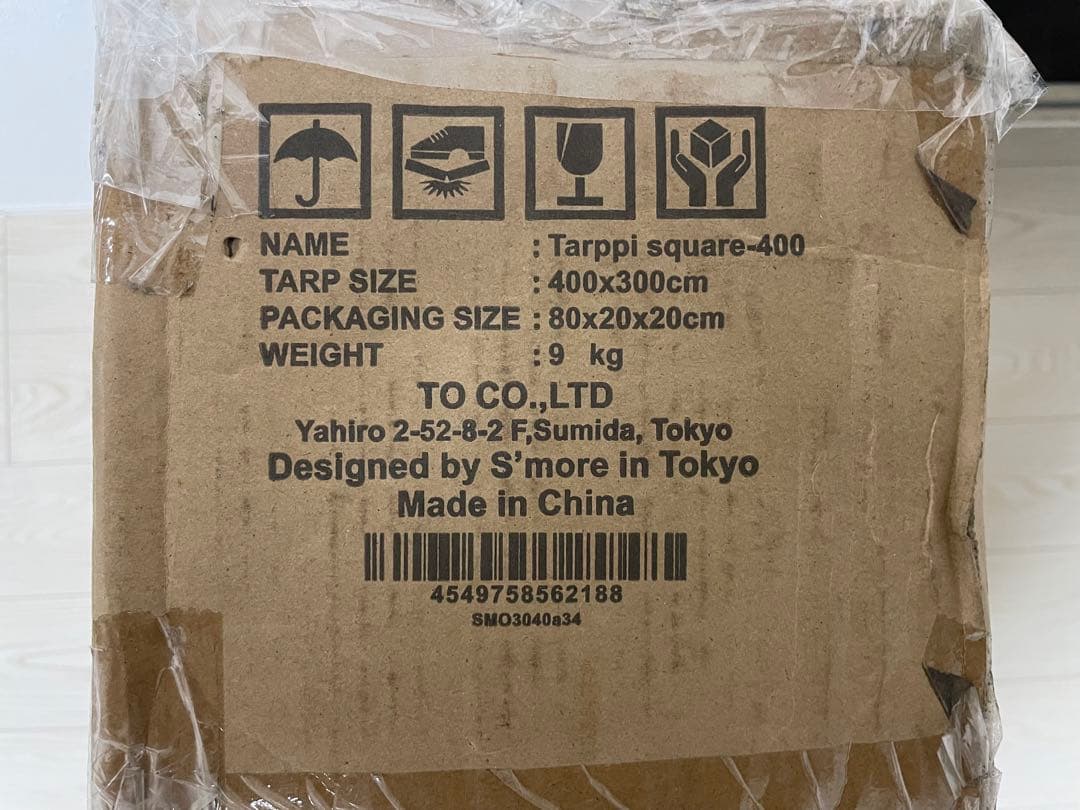 NAME : Tarppi square-400
TARP SIZE : 400x300cm
PACKAGING SIZE : 80x20x20cm
WEIGHT : 9 kg
TO CO.,LTD
Yahiro 2-52-8-2 F,Sumida, Tokyo
Designed by S’more in Tokyo
Made in China
4549758562188
SMO3040a34